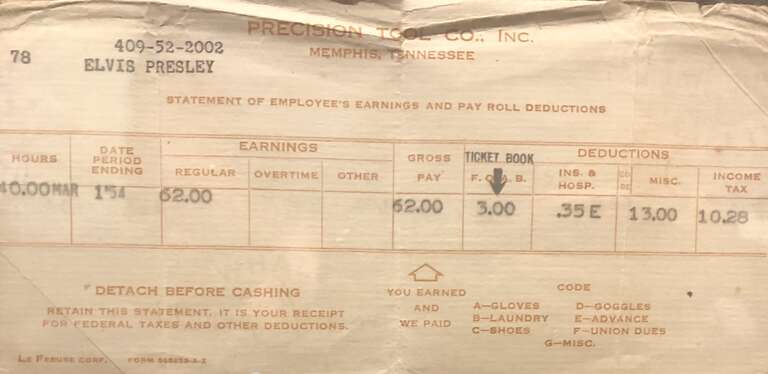 PRECISION TOOL CO., INC.
MEMPHIS, TENNESSEE
78
409-52-2002
ELVIS PRESLEY
STATEMENT OF EMPLOYEE'S EARNINGS AND PAY ROLL DEDUCTIONS
HOURS
DATE PERIOD ENDING
EARNINGS
REGULAR OVERTIME OTHER
GROSS PAY
TICKET BOOK
DEDUCTIONS
F. O. A. B.
INS. & HOSP.
CO DE
MISC.
INCOME TAX
40.00 MAR 1'54 62.00 62.00 3.00 .35 E 13.00 10.28
DETACH BEFORE CASHING
RETAIN THIS STATEMENT. IT IS YOUR RECEIPT
FOR FEDERAL TAXES AND OTHER DEDUCTIONS.
YOU EARNED
AND
WE PAID
CODE
A—GLOVES D—GOGGLES
B—LAUNDRY E—ADVANCE
C—SHOES F—UNION DUES
G—MISC.
LE FEBURE CORP. FORM